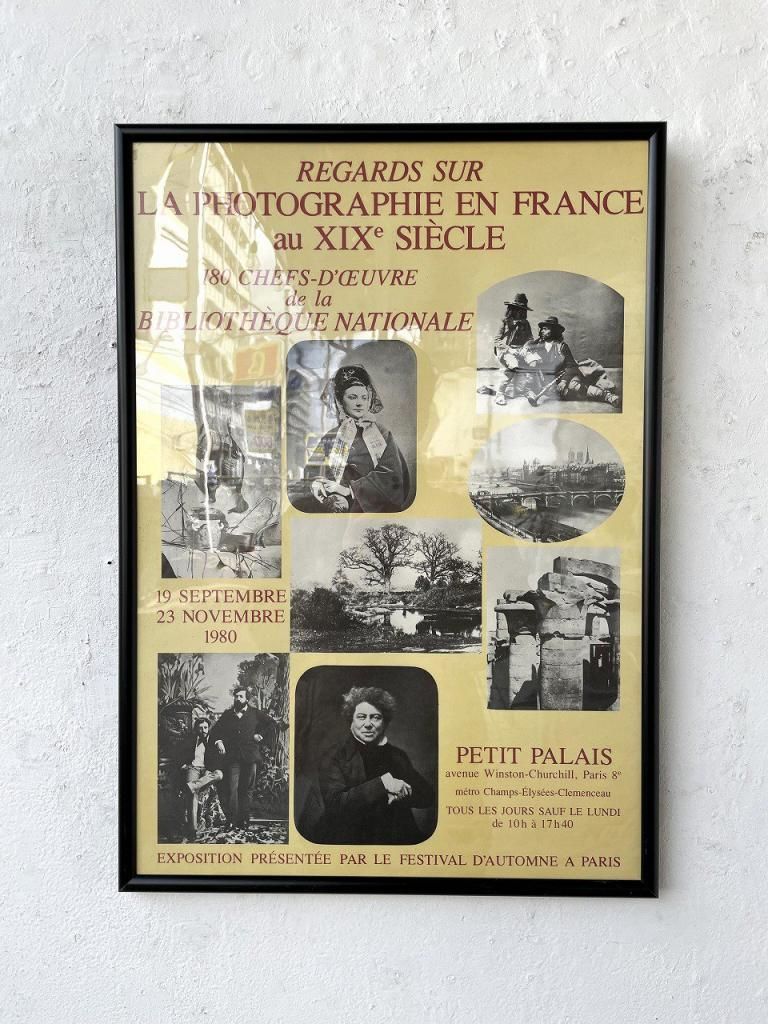 REGARDS SUR
LA PHOTOGRAPHIE EN FRANCE
au XIXe SIÈCLE
180 CHEFS-D'ŒUVRE
de la
BIBLIOTHÈQUE NATIONALE
19 SEPTEMBRE
23 NOVEMBRE
1980
PETIT PALAIS
avenue Winston-Churchill, Paris 8e
métro Champs-Élysées-Clemenceau
TOUS LES JOURS SAUF LE LUNDI
de 10h à 17h40
EXPOSITION PRÉSENTÉE PAR LE FESTIVAL D'AUTOMNE A PARIS